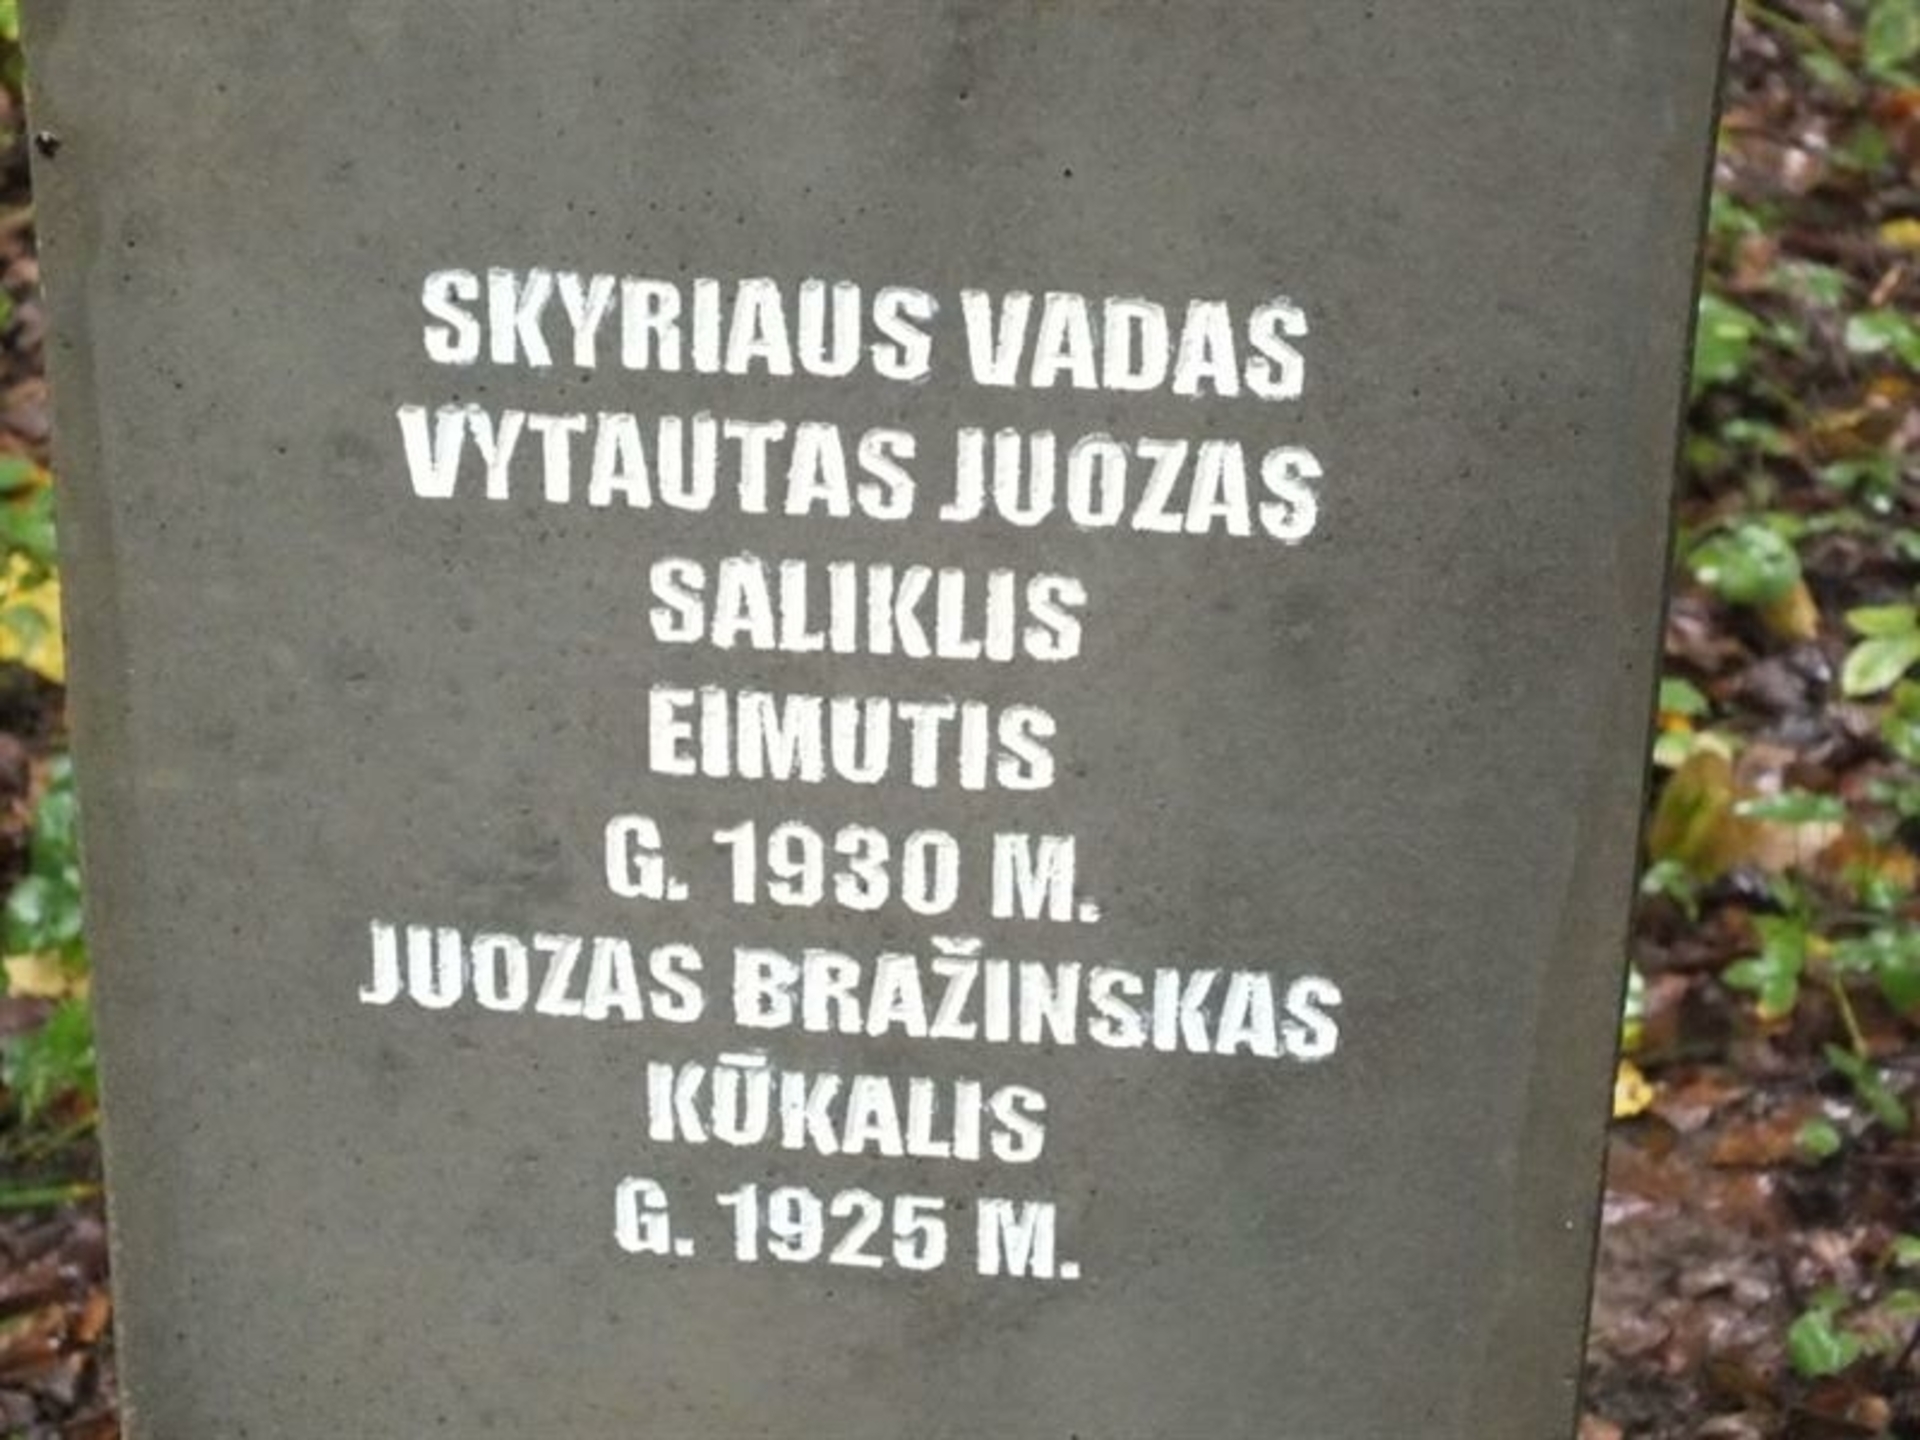 SKYRIAUS VADAS
VYTAUTAS JUOZAS
SALIKLIS
EIMUTIS
G. 1930 M.
JUOZAS BRAŽINSKAS
KŪKALIS
G. 1925 M.